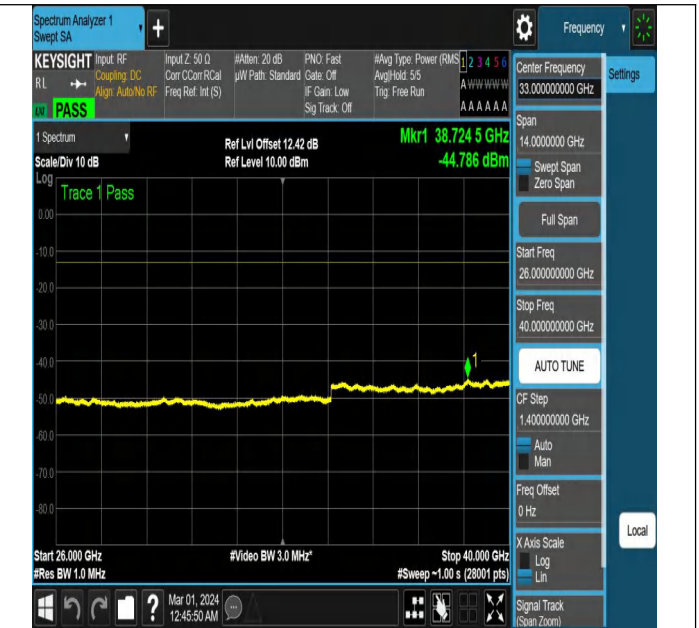 Spectrum Analyzer 1
Swept SA
+
Frequency
KEYSIGHT
RL
PASS
Input: RF
Coupling: DC
Align: Auto/No RF
Input Z: 50 Ω
Corr CCorr RCal
Freq Ref: Int (S)
#Atten: 20 dB
µW Path: Standard
PNO: Fast
Gate: Off
IF Gain: Low
Sig Track: Off
#Avg Type: Power (RMS
Avg|Hold: 5/5
Trig: Free Run
1 2 3 4 5 6
A W W W W W
A A A A A A
1 Spectrum
Scale/Div 10 dB
Ref Lvl Offset 12.42 dB
Ref Level 10.00 dBm
Mkr1 38.724 5 GHz
-44.786 dBm
Log
Trace 1 Pass
0.00
-10.0
-20.0
-30.0
-40.0
-50.0
-60.0
-70.0
-80.0
1
Start 26.000 GHz
#Res BW 1.0 MHz
#Video BW 3.0 MHz*
Stop 40.000 GHz
#Sweep ~1.00 s (28001 pts)
Center Frequency
33.000000000 GHz
Settings
Span
14.0000000 GHz
Swept Span
Zero Span
Full Span
Start Freq
26.000000000 GHz
Stop Freq
40.000000000 GHz
AUTO TUNE
CF Step
1.400000000 GHz
Auto
Man
Freq Offset
0 Hz
X Axis Scale
Log
Lin
Local
Signal Track
(Span Zoom)
?
Mar 01, 2024
12:45:50 AM